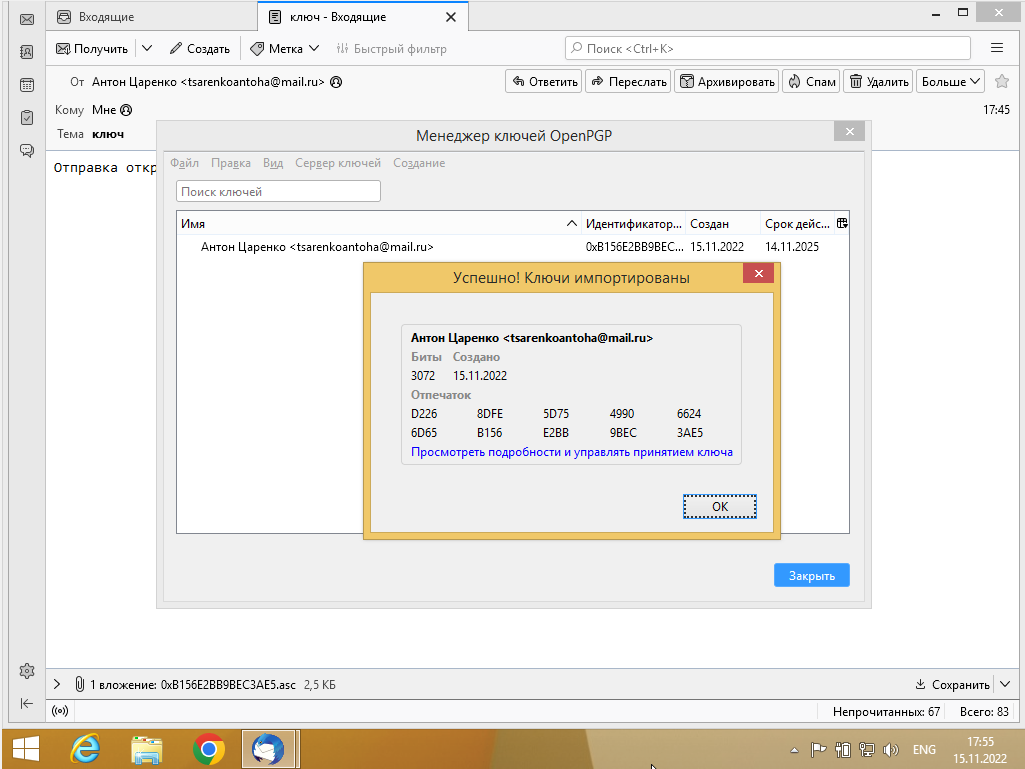 Входящие
ключ - Входящие
Получить
Создать
Метка
Быстрый фильтр
Поиск <Ctrl+K>
От Антон Царенко <tsarenkoantoha@mail.ru>
Ответить
Переслать
Архивировать
Спам
Удалить
Больше
Кому Мне
17:45
Тема ключ
Отправка откр
Менеджер ключей OpenPGP
Файл Правка Вид Сервер ключей Создание
Поиск ключей
Имя Идентификатор... Создан Срок дейс...
Антон Царенко <tsarenkoantoha@mail.ru> 0xB156E2BB9BEC... 15.11.2022 14.11.2025
Успешно! Ключи импортированы
Антон Царенко <tsarenkoantoha@mail.ru>
Биты Создано
3072 15.11.2022
Отпечаток
D226 8DFE 5D75 4990 6624
6D65 B156 E2BB 9BEC 3AE5
Просмотреть подробности и управлять принятием ключа
ОК
Закрыть
1 вложение: 0xB156E2BB9BEC3AE5.asc 2,5 КБ
Сохранить
Непрочитанных: 67 Всего: 83
ENG
17:55
15.11.2022